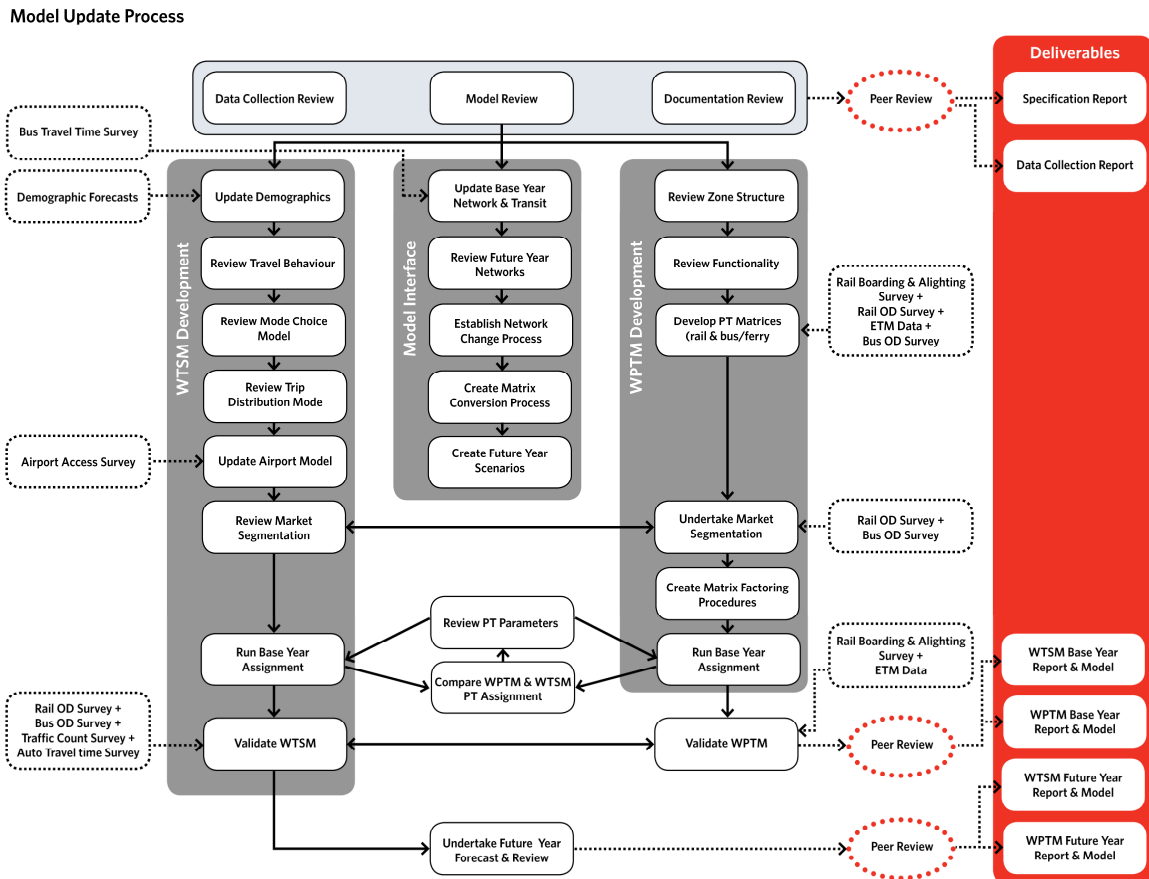 Model Update Process
Deliverables
Data Collection Review
Model Review
Documentation Review
Peer Review
Specification Report
Data Collection Report
Bus Travel Time Survey
Demographic Forecasts
Airport Access Survey
Rail OD Survey +
Bus OD Survey +
Traffic Count Survey +
Auto Travel time Survey
WTSM Development
Update Demographics
Review Travel Behaviour
Review Mode Choice
Model
Review Trip
Distribution Mode
Update Airport Model
Review Market
Segmentation
Run Base Year
Assignment
Validate WTSM
Model Interface
Update Base Year
Network & Transit
Review Future Year
Networks
Establish Network
Change Process
Create Matrix
Conversion Process
Create Future Year
Scenarios
Review PT Parameters
Compare WPTM & WTSM
PT Assignment
Undertake Future Year
Forecast & Review
WPTM Development
Review Zone Structure
Review Functionality
Develop PT Matrices
(rail & bus/ferry
Undertake Market
Segmentation
Create Matrix Factoring
Procedures
Run Base Year
Assignment
Validate WPTM
Rail Boarding & Alighting
Survey +
Rail OD Survey +
ETM Data +
Bus OD Survey
Rail OD Survey +
Bus OD Survey
Rail Boarding & Alighting
Survey +
ETM Data
Peer Review
Peer Review
WTSM Base Year
Report & Model
WPTM Base Year
Report & Model
WTSM Future Year
Report & Model
WPTM Future Year
Report & Model